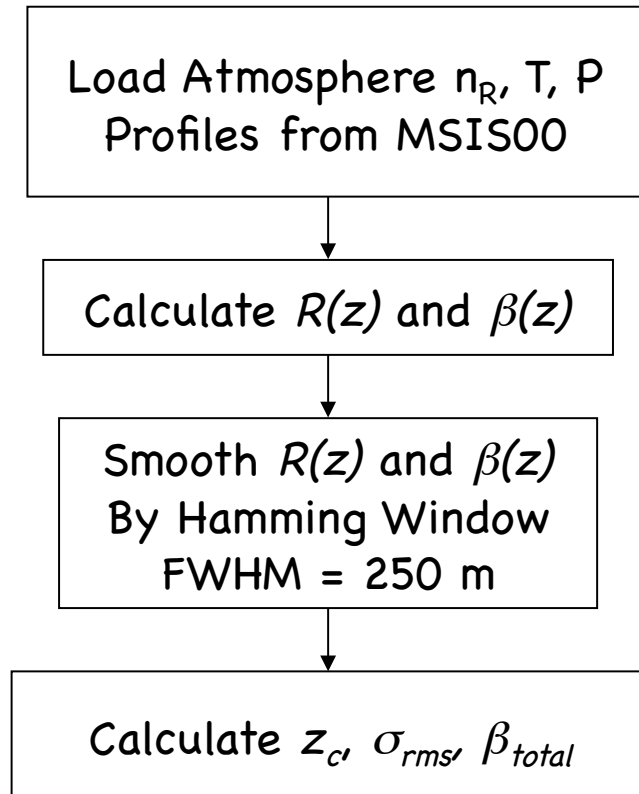 Load Atmosphere n_R, T, P
Profiles from MSIS00
Calculate R(z) and β(z)
Smooth R(z) and β(z)
By Hamming Window
FWHM = 250 m
Calculate z_c, σ_rms, β_total